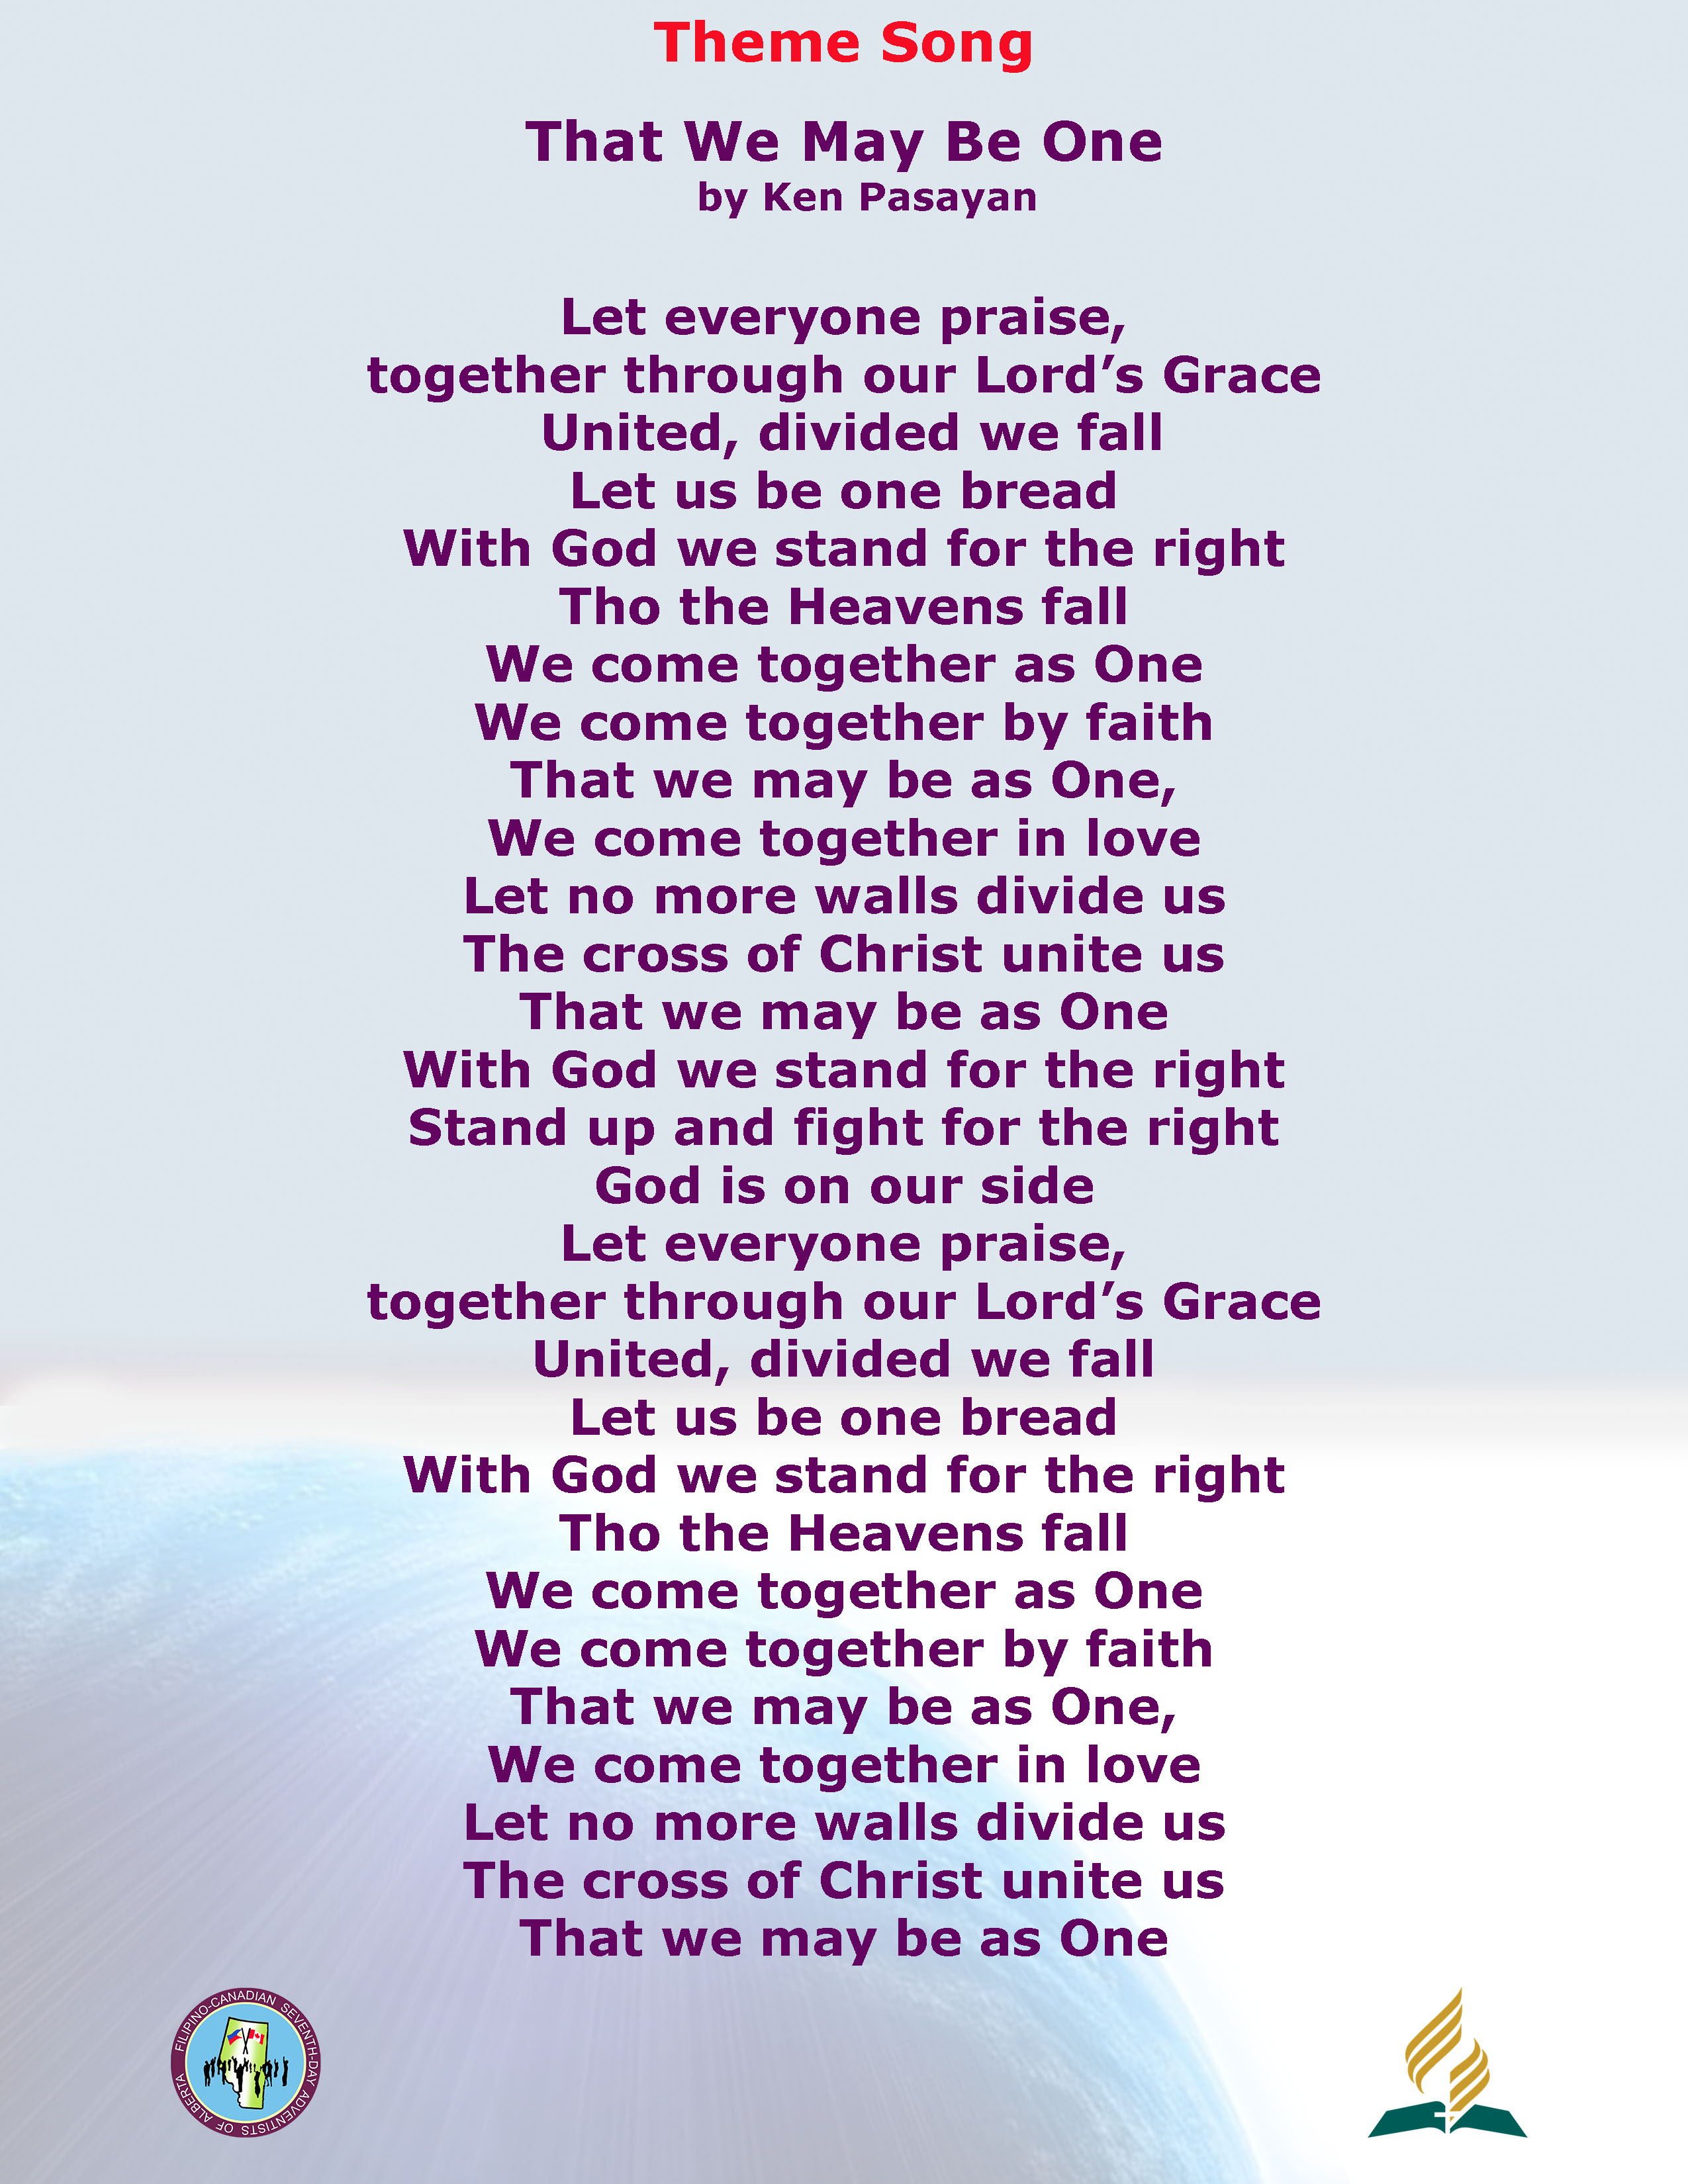 Theme Song
That We May Be One
by Ken Pasayan
Let everyone praise,
together through our Lord’s Grace
United, divided we fall
Let us be one bread
With God we stand for the right
Tho the Heavens fall
We come together as One
We come together by faith
That we may be as One,
We come together in love
Let no more walls divide us
The cross of Christ unite us
That we may be as One
With God we stand for the right
Stand up and fight for the right
God is on our side
Let everyone praise,
together through our Lord’s Grace
United, divided we fall
Let us be one bread
With God we stand for the right
Tho the Heavens fall
We come together as One
We come together by faith
That we may be as One,
We come together in love
Let no more walls divide us
The cross of Christ unite us
That we may be as One
FILIPINO-CANADIAN SEVENTH-DAY ADVENTISTS OF ALBERTA